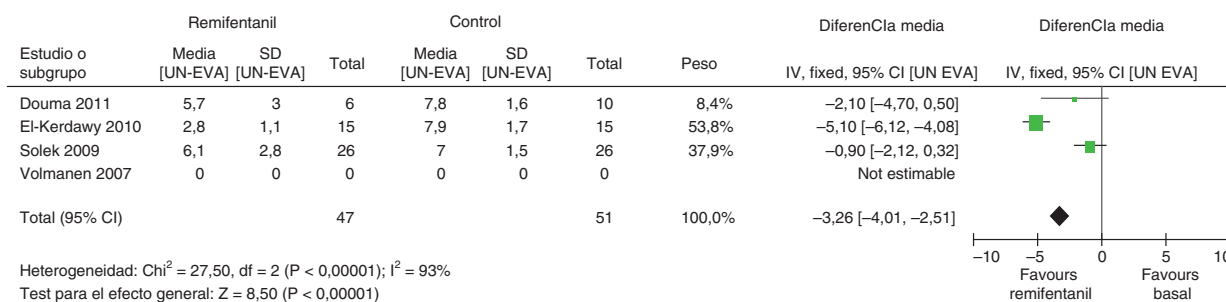 Remifentanil Control DiferenCIa media DiferenCIa media
Estudio o subgrupo Media [UN-EVA] SD [UN-EVA] Total Media [UN-EVA] SD [UN-EVA] Total Peso IV, fixed, 95% CI [UN EVA] IV, fixed, 95% CI [UN EVA]
Douma 2011 5,7 3 6 7,8 1,6 10 8,4% –2,10 [–4,70, 0,50]
El-Kerdawy 2010 2,8 1,1 15 7,9 1,7 15 53,8% –5,10 [–6,12, –4,08]
Solek 2009 6,1 2,8 26 7 1,5 26 37,9% –0,90 [–2,12, 0,32]
Volmanen 2007 0 0 0 0 0 0 Not estimable
Total (95% CI) 47 51 100,0% –3,26 [–4,01, –2,51]
–10 –5 0 5 10
Heterogeneidad: Chi² = 27,50, df = 2 (P < 0,00001); I² = 93%
Test para el efecto general: Z = 8,50 (P < 0,00001)
Favours remifentanil Favours basal